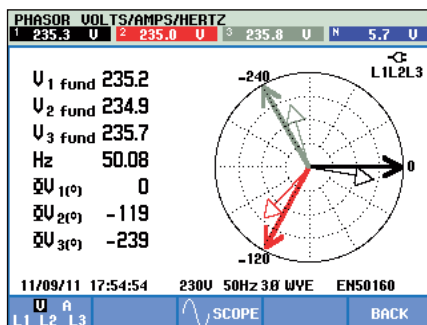 PHASOR VOLTS/AMPS/HERTZ
1 235.3 V 2 235.0 V 3 235.8 V N 5.7 V
L1L2L3
V1 fund 235.2
V2 fund 234.9
V3 fund 235.7
Hz 50.08
ΦV1(°) 0
ΦV2(°) -119
ΦV3(°) -239
-240
0
-120
11/09/11 17:54:54 230V 50Hz 3Ø WYE EN50160
V A
L1 L2 L3
SCOPE
BACK